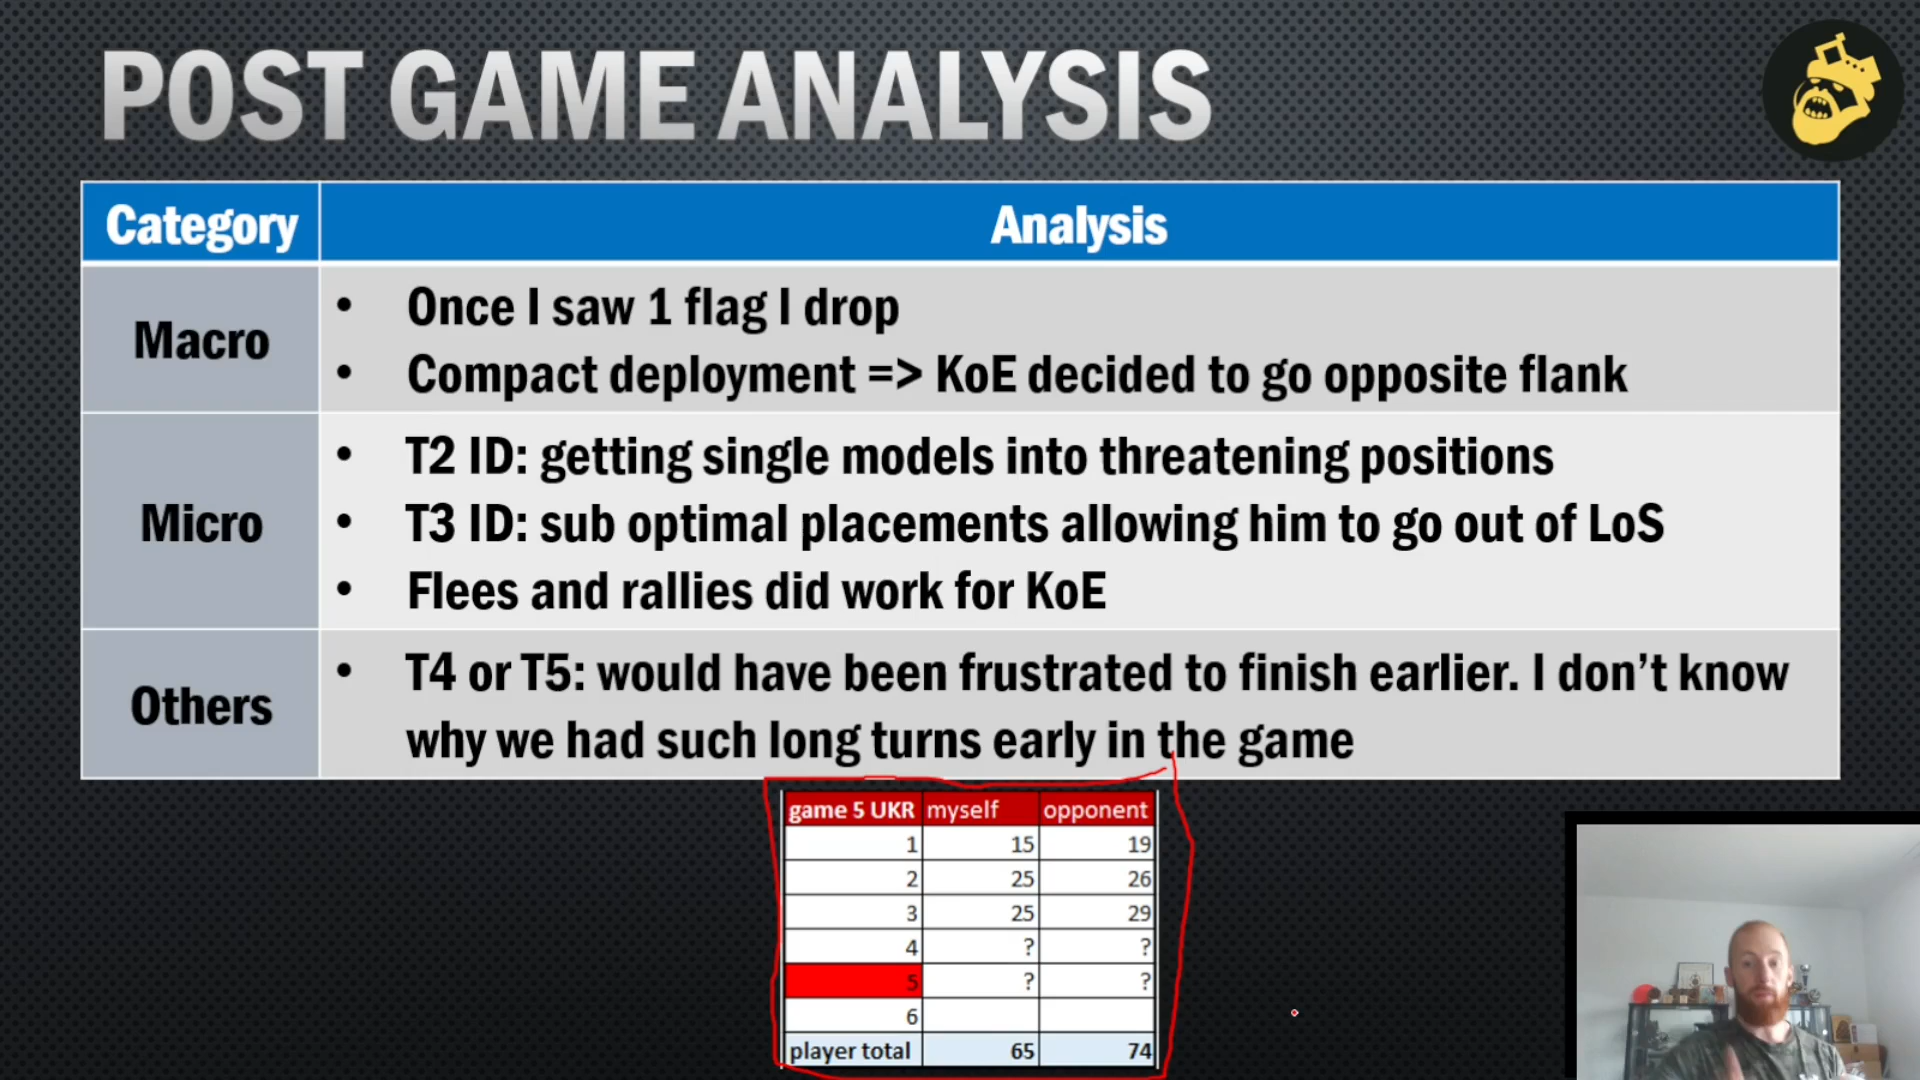 POST GAME ANALYSIS
Category Analysis
Macro
• Once I saw 1 flag I drop
• Compact deployment => KoE decided to go opposite flank
Micro
• T2 ID: getting single models into threatening positions
• T3 ID: sub optimal placements allowing him to go out of LoS
• Flees and rallies did work for KoE
Others
• T4 or T5: would have been frustrated to finish earlier. I don't know
why we had such long turns early in the game
game 5 UKR myself opponent
1 15 19
2 25 26
3 25 29
4 ? ?
5 ? ?
6
player total 65 74